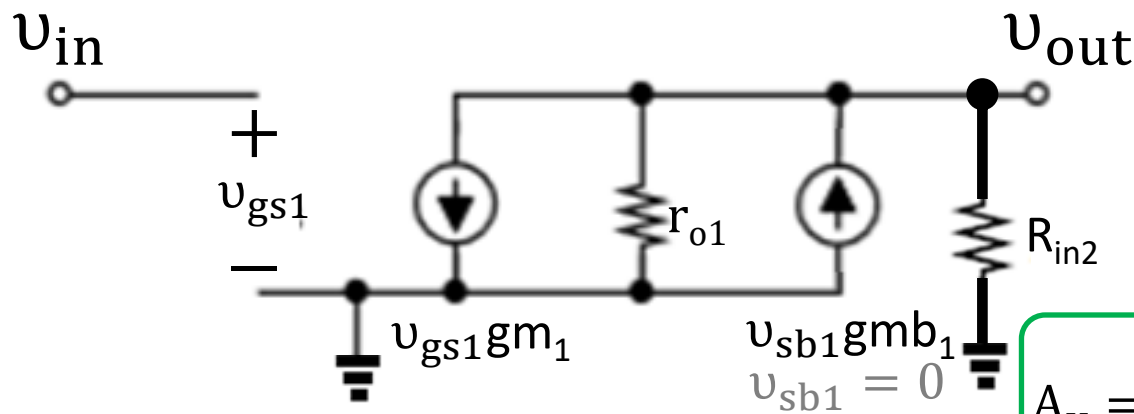 υin
υout
+
υgs1
−
ro1
Rin2
υgs1gm1
υsb1gmb1
υsb1 = 0
A =